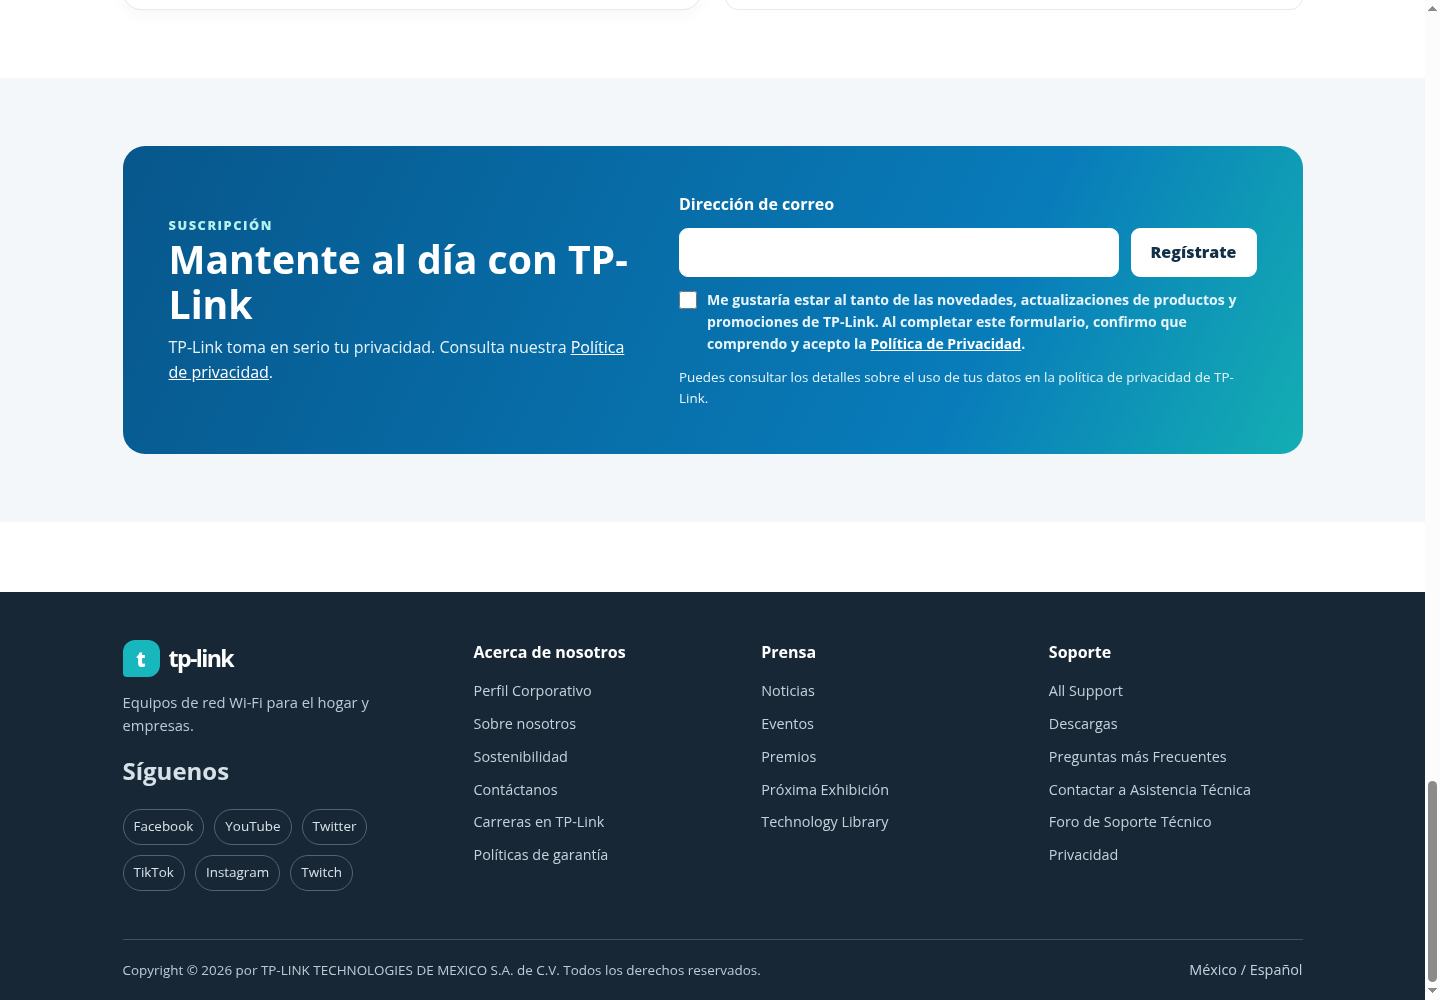 SUSCRIPCIÓN
Mantente al día con TP-
Link
TP-Link toma en serio tu privacidad. Consulta nuestra Política
de privacidad.
Dirección de correo
Regístrate
Me gustaría estar al tanto de las novedades, actualizaciones de productos y
promociones de TP-Link. Al completar este formulario, confirmo que
comprendo y acepto la Política de Privacidad.
Puedes consultar los detalles sobre el uso de tus datos en la política de privacidad de TP-
Link.
t tp-link
Equipos de red Wi-Fi para el hogar y
empresas.
Síguenos
Facebook YouTube Twitter
TikTok Instagram Twitch
Acerca de nosotros
Perfil Corporativo
Sobre nosotros
Sostenibilidad
Contáctanos
Carreras en TP-Link
Políticas de garantía
Prensa
Noticias
Eventos
Premios
Próxima Exhibición
Technology Library
Soporte
All Support
Descargas
Preguntas más Frecuentes
Contactar a Asistencia Técnica
Foro de Soporte Técnico
Privacidad
Copyright © 2026 por TP-LINK TECHNOLOGIES DE MEXICO S.A. de C.V. Todos los derechos reservados.
México / Español